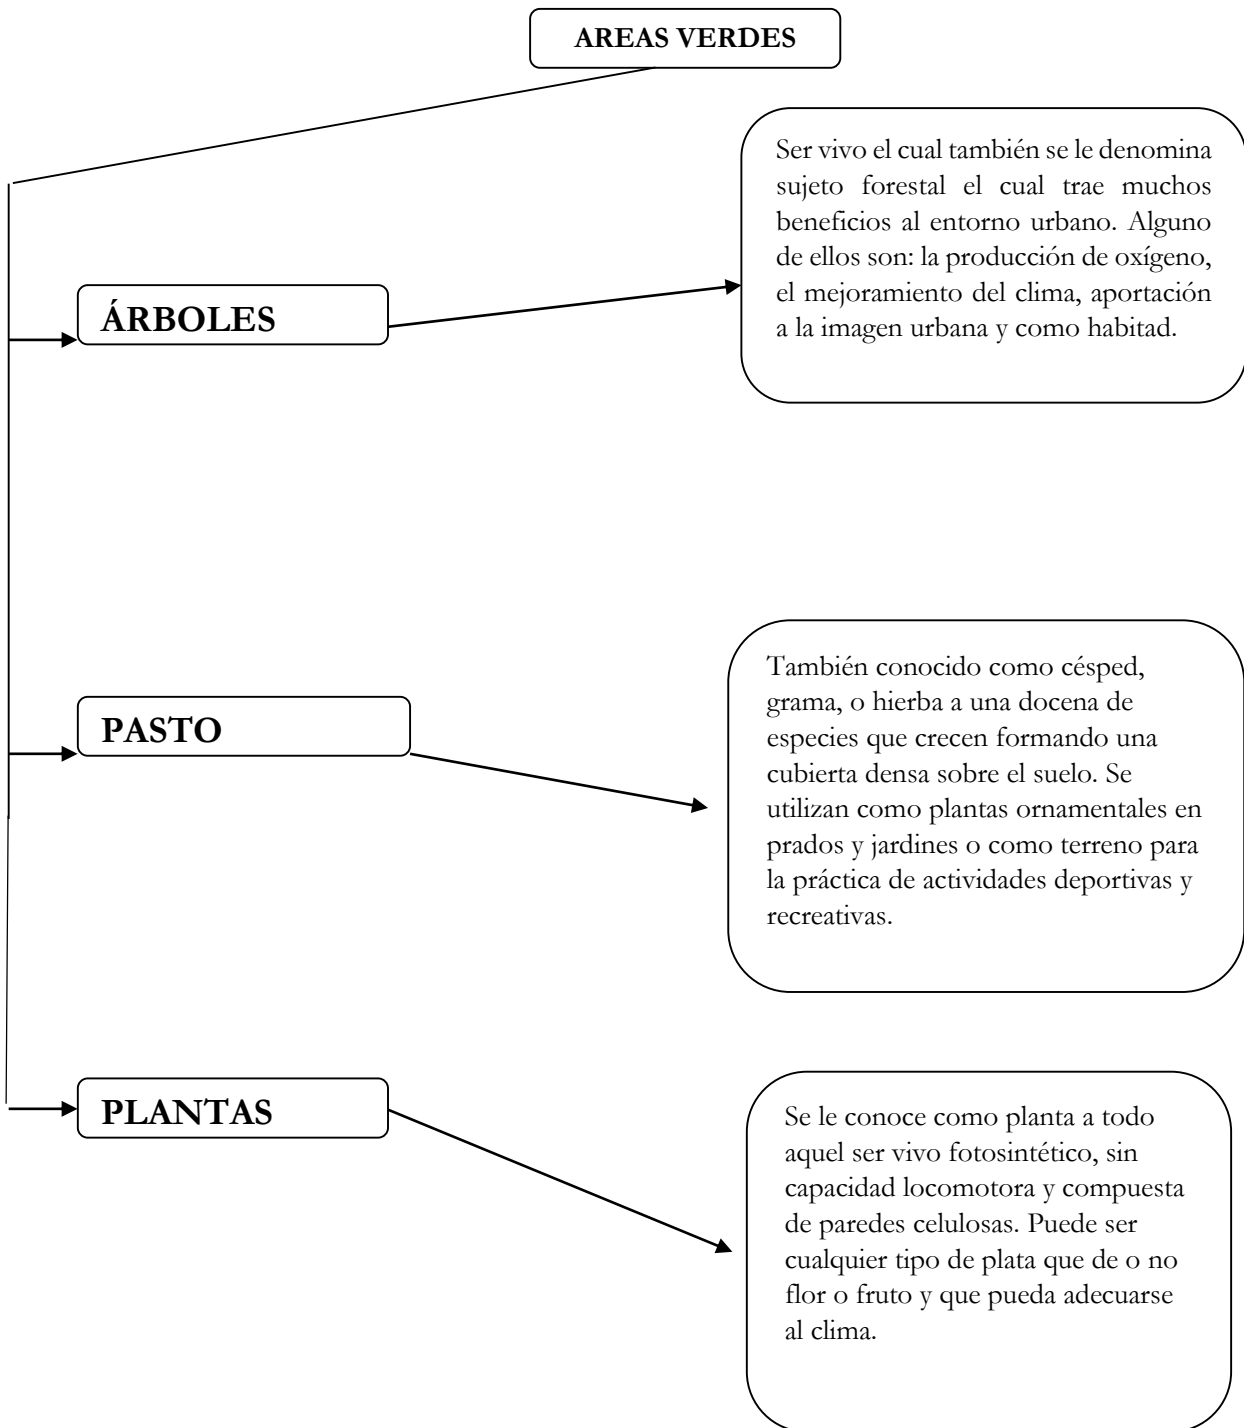 AREAS VERDES
Ser vivo el cual también se le denomina
sujeto forestal el cual trae muchos
beneficios al entorno urbano. Alguno
de ellos son: la producción de oxígeno,
el mejoramiento del clima, aportación
a la imagen urbana y como habitad.
ÁRBOLES
También conocido como césped,
grama, o hierba a una docena de
especies que crecen formando una
cubierta densa sobre el suelo. Se
utilizan como plantas ornamentales en
prados y jardines o como terreno para
la práctica de actividades deportivas y
recreativas.
PASTO
PLANTAS
Se le conoce como planta a todo
aquel ser vivo fotosintético, sin
capacidad locomotora y compuesta
de paredes celulosas. Puede ser
cualquier tipo de plata que de o no
flor o fruto y que pueda adecuarse
al clima.